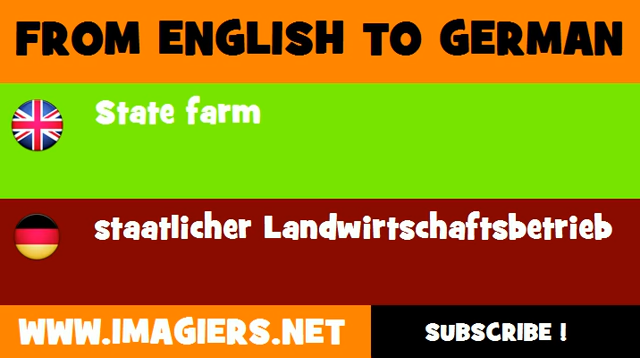 FROM ENGLISH TO GERMAN
State farm
staatlicher Landwirtschaftsbetrieb
WWW.IMAGIERS.NET
SUBSCRIBE !